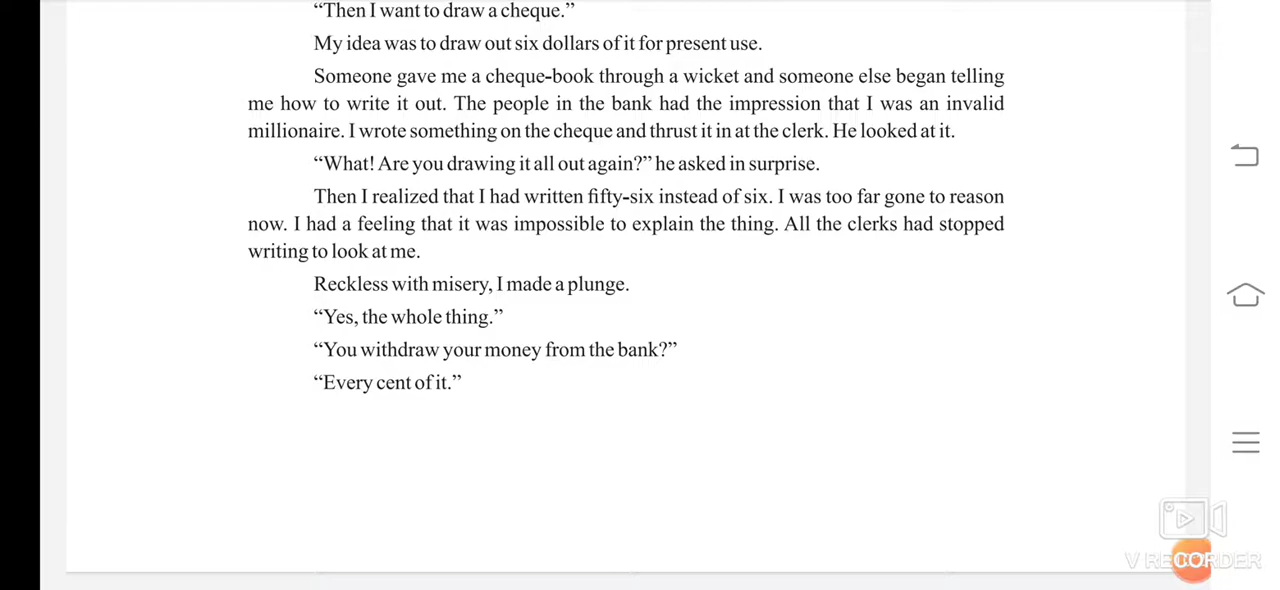 “Then I want to draw a cheque.”
My idea was to draw out six dollars of it for present use.
Someone gave me a cheque-book through a wicket and someone else began telling
me how to write it out. The people in the bank had the impression that I was an invalid
millionaire. I wrote something on the cheque and thrust it in at the clerk. He looked at it.
“What! Are you drawing it all out again?” he asked in surprise.
Then I realized that I had written fifty-six instead of six. I was too far gone to reason
now. I had a feeling that it was impossible to explain the thing. All the clerks had stopped
writing to look at me.
Reckless with misery, I made a plunge.
“Yes, the whole thing.”
“You withdraw your money from the bank?”
“Every cent of it.”
V RECORDER